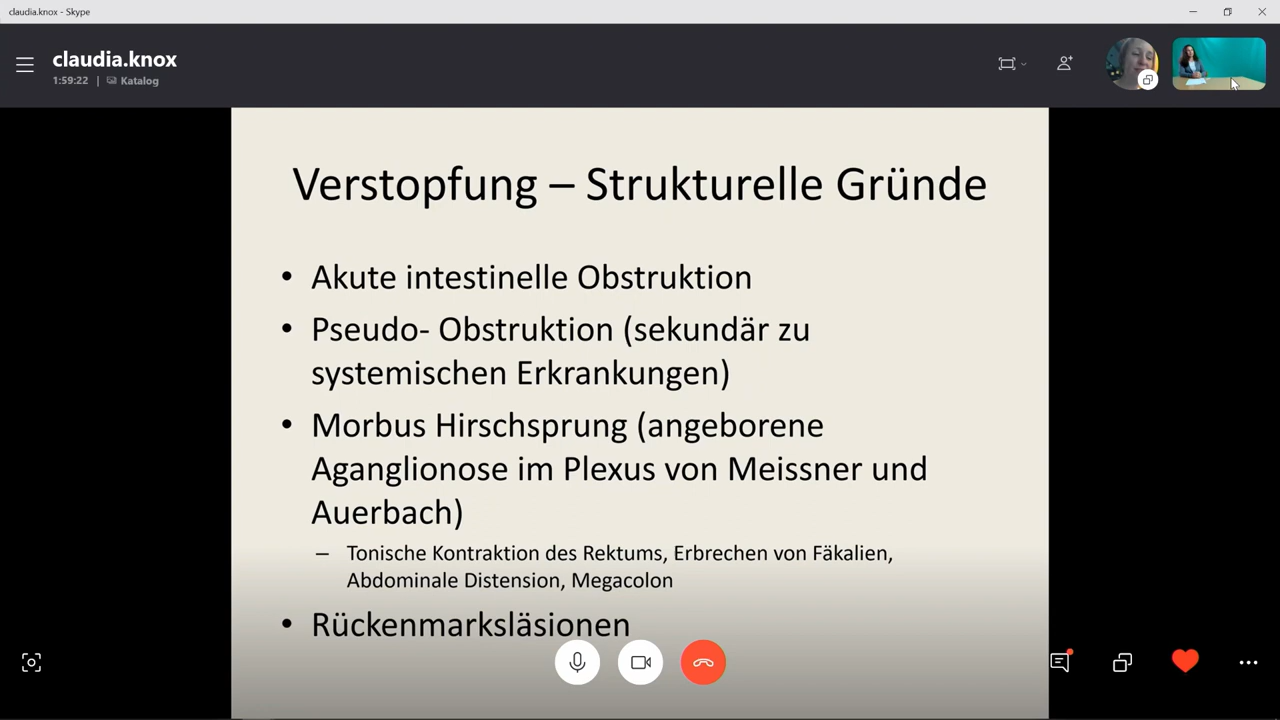 claudia.knox - Skype
claudia.knox
1:59:22 | Katalog
Verstopfung – Strukturelle Gründe
• Akute intestinelle Obstruktion
• Pseudo- Obstruktion (sekundär zu
systemischen Erkrankungen)
• Morbus Hirschsprung (angeborene
Aganglionose im Plexus von Meissner und
Auerbach)
– Tonische Kontraktion des Rektums, Erbrechen von Fäkalien,
Abdominale Distension, Megacolon
• Rückenmarksläsionen